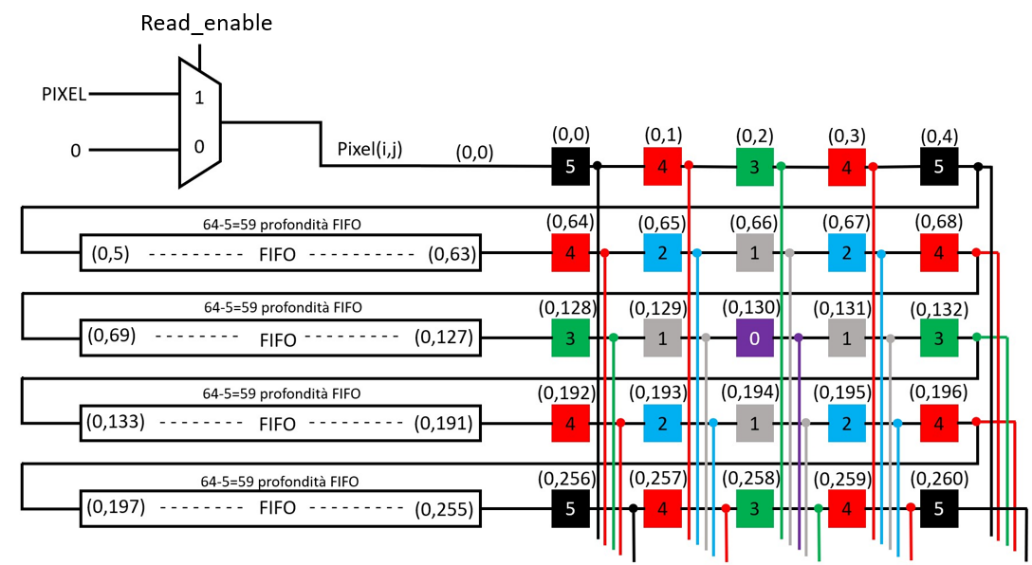 Read_enable
PIXEL
1
0
0
Pixel(i,j) (0,0)
(0,0) (0,1) (0,2) (0,3) (0,4)
5 4 3 4 5
64-5=59 profondità FIFO
(0,64) (0,65) (0,66) (0,67) (0,68)
(0,5) --------- FIFO ---------- (0,63)
4 2 1 2 4
64-5=59 profondità FIFO
(0,128) (0,129) (0,130) (0,131) (0,132)
(0,69) -------- FIFO --------- (0,127)
3 1 0 1 3
64-5=59 profondità FIFO
(0,192) (0,193) (0,194) (0,195) (0,196)
(0,133) -------- FIFO --------- (0,191)
4 2 1 2 4
64-5=59 profondità FIFO
(0,256) (0,257) (0,258) (0,259) (0,260)
(0,197) -------- FIFO --------- (0,255)
5 4 3 4 5